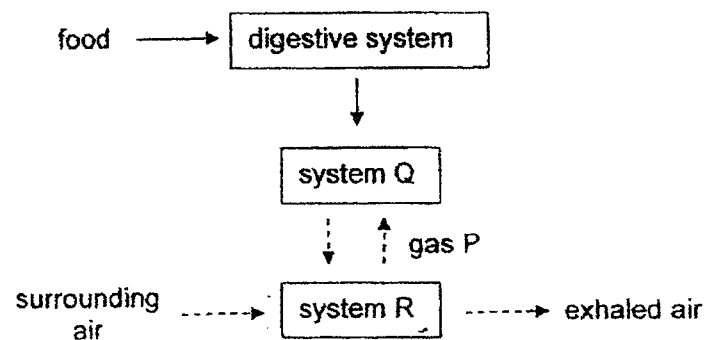 food
digestive system
system Q
gas P
surrounding
air
system R
exhaled air